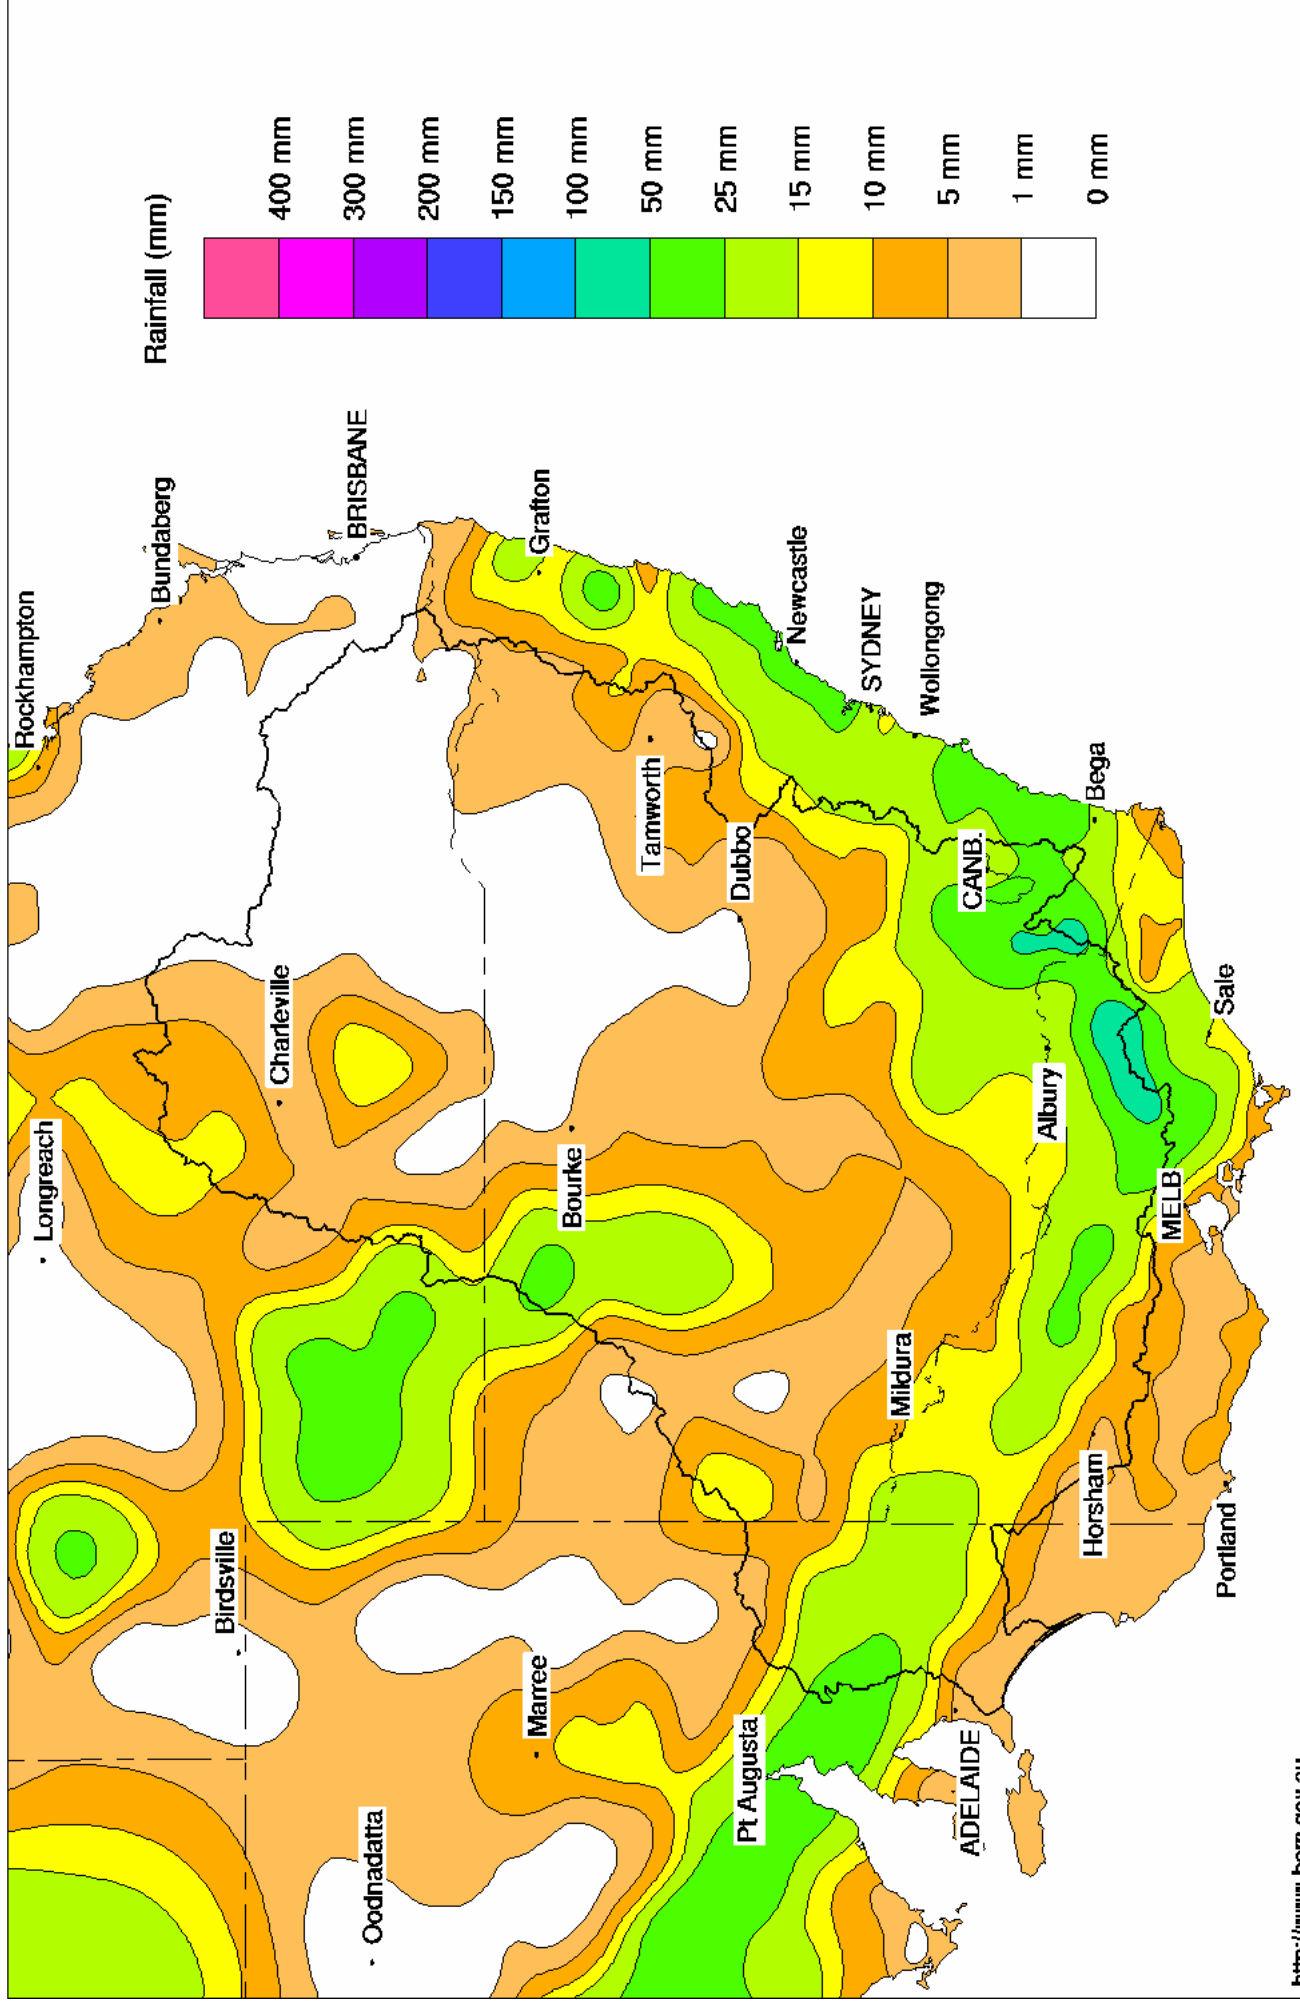 Rockhampton
Bundaberg
BRISBANE
Longreach
Charleville
Birdsville
Grafton
Oodnadatta
Marree
Bourke
Tamworth
Newcastle
Dubbo
SYDNEY
Pt Augusta
Mildura
Wollongong
CANB.
ADELAIDE
Albury
Bega
Horsham
MELB
Sale
Portland
Rainfall (mm)
400 mm
300 mm
200 mm
150 mm
100 mm
50 mm
25 mm
15 mm
10 mm
5 mm
1 mm
0 mm